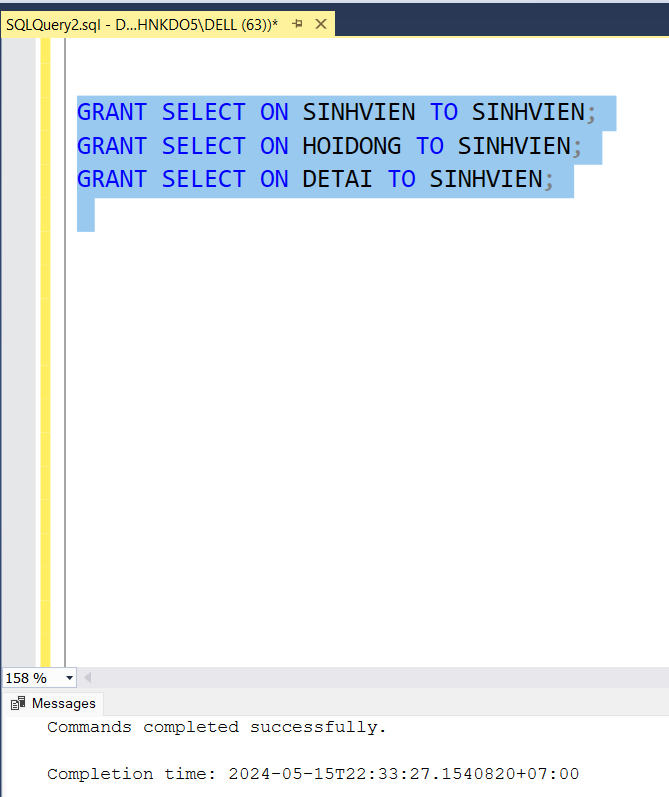 SQLQuery2.sql - D...HNKDO5\DELL (63))*
GRANT SELECT ON SINHVIEN TO SINHVIEN;
GRANT SELECT ON HOIDONG TO SINHVIEN;
GRANT SELECT ON DETAI TO SINHVIEN;
158 %
Messages
Commands completed successfully.
Completion time: 2024-05-15T22:33:27.1540820+07:00